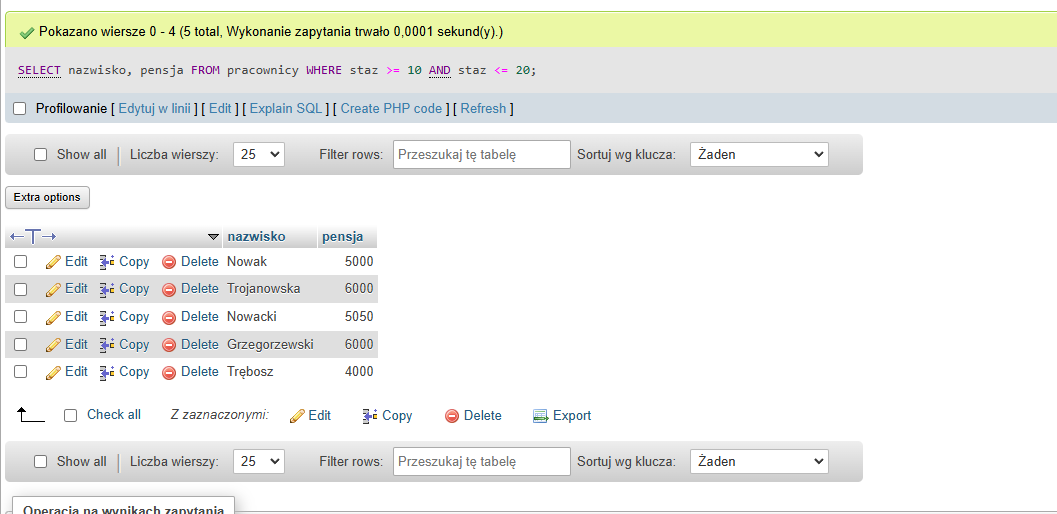 Pokazano wiersze 0 - 4 (5 total, Wykonanie zapytania trwało 0,0001 sekund(y).)
SELECT nazwisko, pensja FROM pracownicy WHERE staz >= 10 AND staz <= 20;
Profilowanie [ Edytuj w linii ] [ Edit ] [ Explain SQL ] [ Create PHP code ] [ Refresh ]
Show all | Liczba wierszy: 25 Filter rows: Przeszukaj tę tabelę Sortuj wg klucza: Żaden
Extra options
←T→ nazwisko pensja
Edit Copy Delete Nowak 5000
Edit Copy Delete Trojanowska 6000
Edit Copy Delete Nowacki 5050
Edit Copy Delete Grzegorzewski 6000
Edit Copy Delete Trębosz 4000
Check all Z zaznaczonymi: Edit Copy Delete Export
Show all | Liczba wierszy: 25 Filter rows: Przeszukaj tę tabelę Sortuj wg klucza: Żaden
Operacja na wynikach zapytania